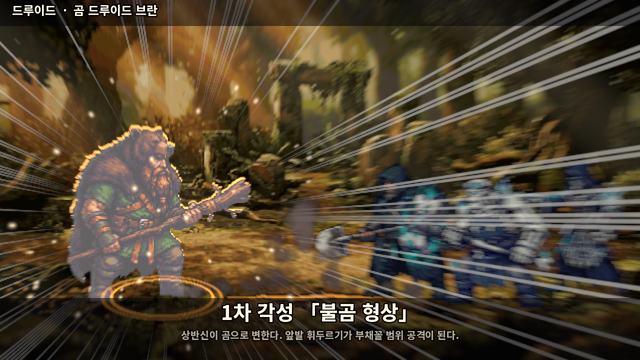 드루이드 · 곰 드루이드 브란
1차 각성 「불곰 형상」
상반신이 곰으로 변한다. 앞발 휘두르기가 부채꼴 범위 공격이 된다.